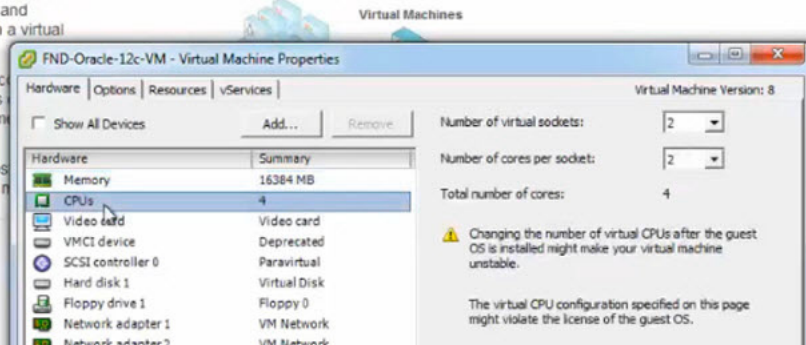 and
a virtual
Virtual Machines
FND-Oracle-12c-VM - Virtual Machine Properties
Hardware Options Resources vServices
Virtual Machine Version: 8
Show All Devices
Add...
Remove
Number of virtual sockets: 2
Number of cores per socket: 2
Total number of cores: 4
Hardware Summary
Memory 16384 MB
CPUs 4
Video card Video card
VMCI device Deprecated
SCSI controller 0 Paravirtual
Hard disk 1 Virtual Disk
Floppy drive 1 Floppy 0
Network adapter 1 VM Network
Network adapter 2 VM Network
Changing the number of virtual CPUs after the guest
OS is installed might make your virtual machine
unstable.
The virtual CPU configuration specified on this page
might violate the license of the guest OS.